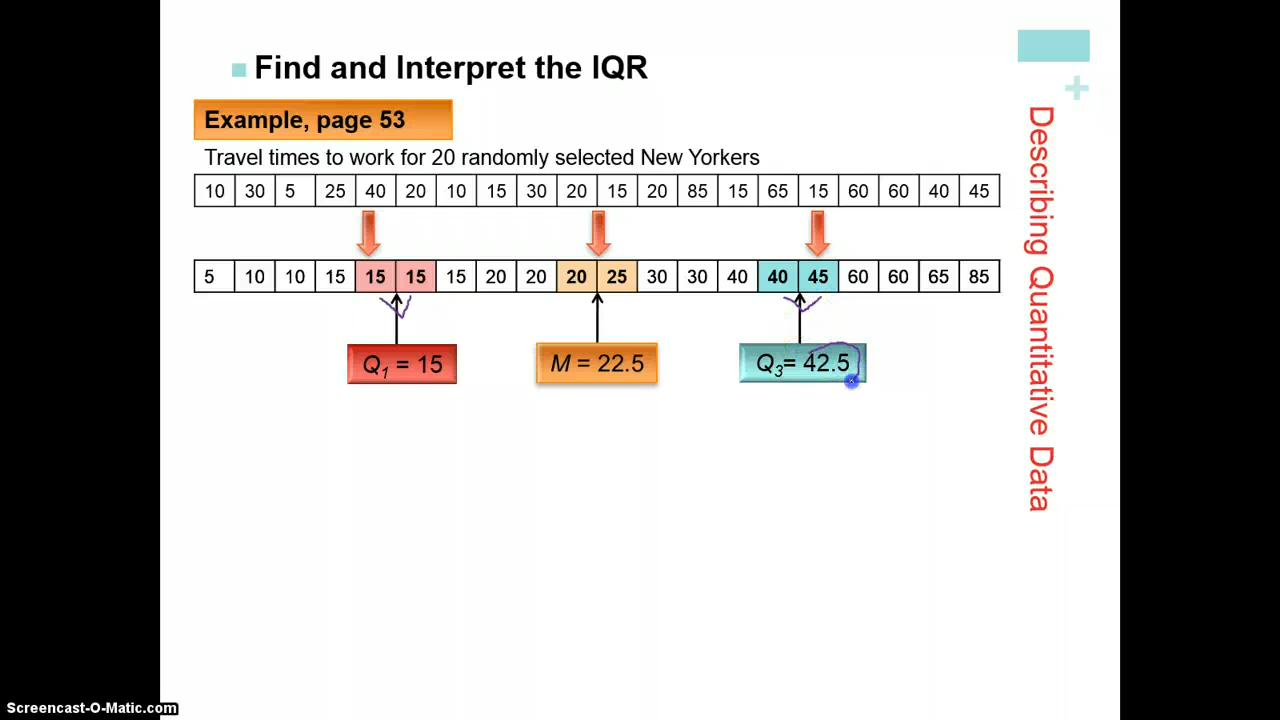 Find and Interpret the IQR
Example, page 53
Travel times to work for 20 randomly selected New Yorkers
10 30 5 25 40 20 10 15 30 20 15 20 85 15 65 15 60 60 40 45
5 10 10 15 15 15 15 20 20 20 25 30 30 40 40 45 60 60 65 85
Q1 = 15
M = 22.5
Q3= 42.5
+
Describing Quantitative Data
Screencast-O-Matic.com